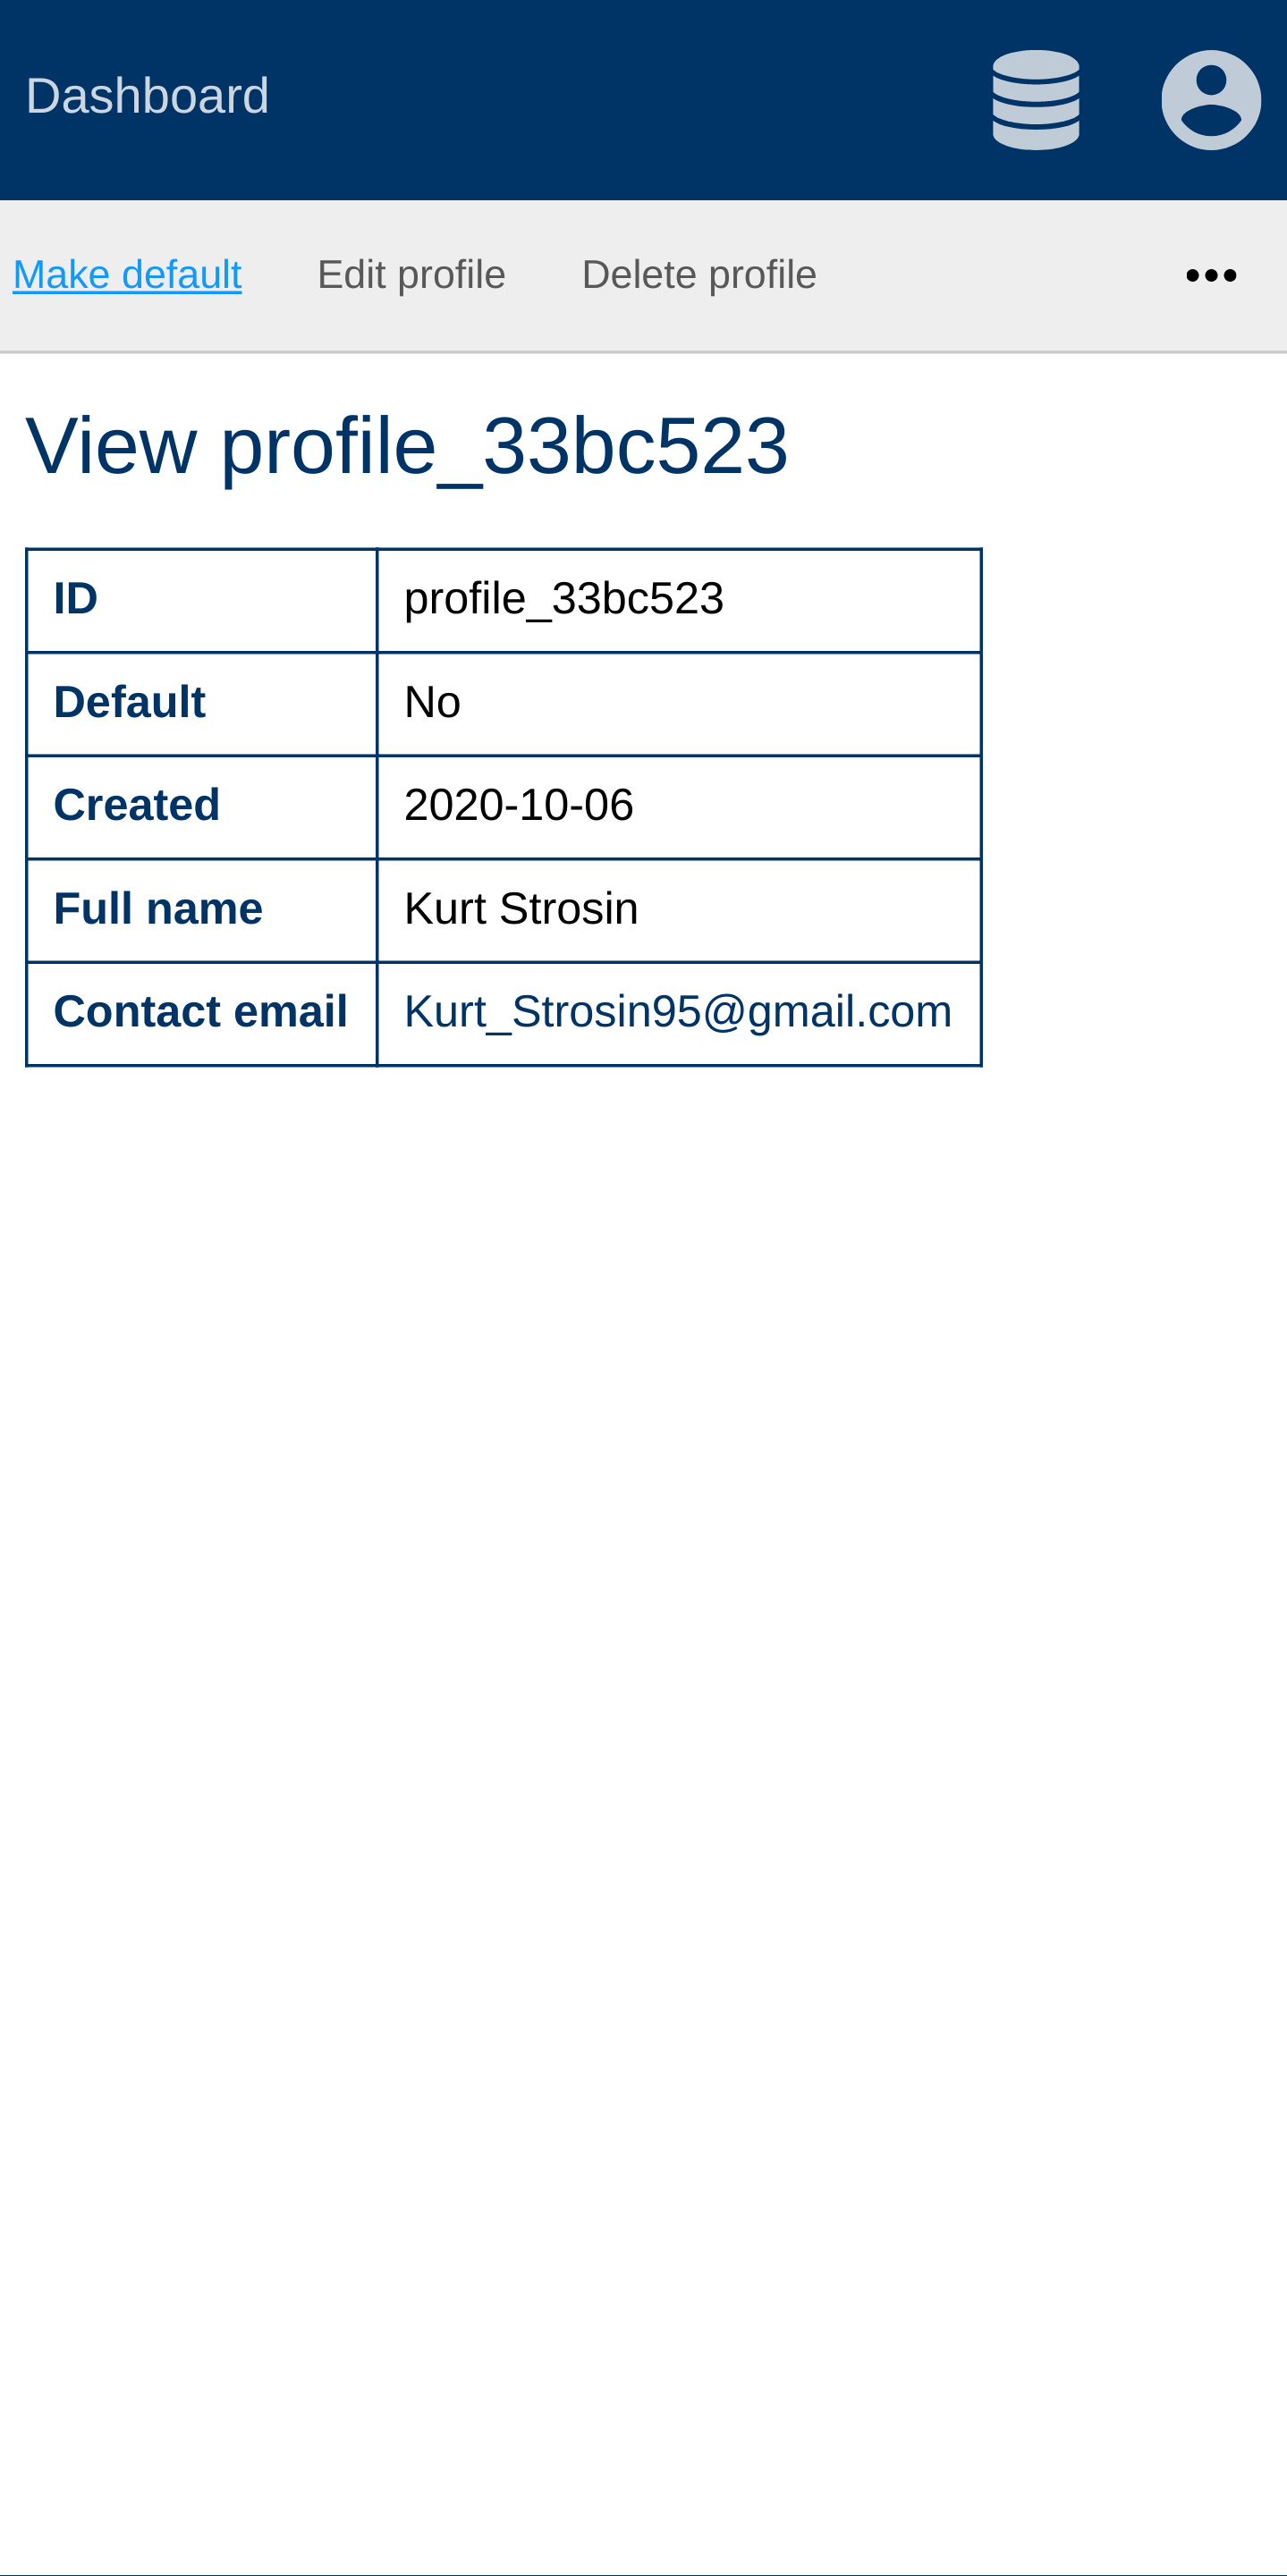 Dashboard
Make default Edit profile Delete profile
View profile_33bc523
ID profile_33bc523
Default No
Created 2020-10-06
Full name Kurt Strosin
Contact email Kurt_Strosin95@gmail.com